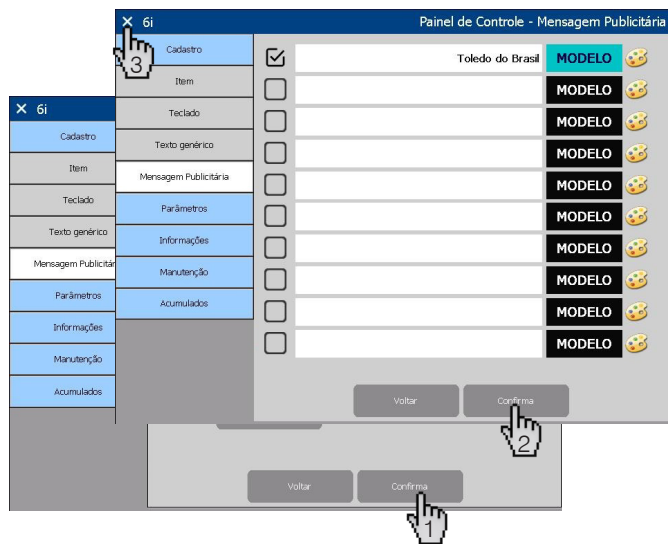 6i
Painel de Controle - Mensagem Publicitária
Cadastro
Item
Teclado
Texto genérico
Mensagem Publicitária
Parâmetros
Informações
Manutenção
Acumulados
Toledo do Brasil MODELO
MODELO
MODELO
MODELO
MODELO
MODELO
MODELO
MODELO
MODELO
MODELO
Voltar
Confirma
3
2
6i
Cadastro
Item
Teclado
Texto genérico
Mensagem Publicitár
Parâmetros
Informações
Manutenção
Acumulados
Voltar
Confirma
1